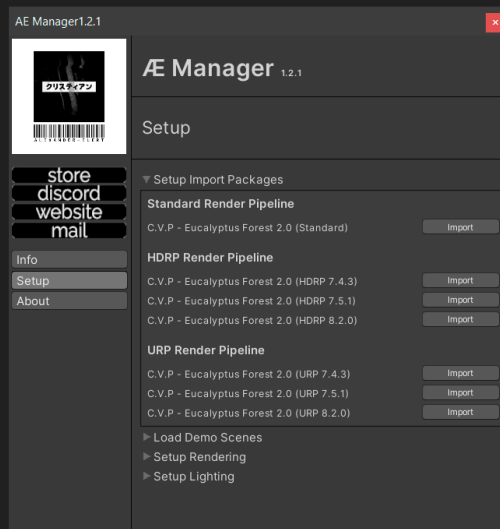 AE Manager1.2.1
×
クリスティアン
ALEXANDER-ELERT
store
discord
website
mail
Info
Setup
About
Æ Manager 1.2.1
Setup
Setup Import Packages
Standard Render Pipeline
C.V.P - Eucalyptus Forest 2.0 (Standard) Import
HDRP Render Pipeline
C.V.P - Eucalyptus Forest 2.0 (HDRP 7.4.3) Import
C.V.P - Eucalyptus Forest 2.0 (HDRP 7.5.1) Import
C.V.P - Eucalyptus Forest 2.0 (HDRP 8.2.0) Import
URP Render Pipeline
C.V.P - Eucalyptus Forest 2.0 (URP 7.4.3) Import
C.V.P - Eucalyptus Forest 2.0 (URP 7.5.1) Import
C.V.P - Eucalyptus Forest 2.0 (URP 8.2.0) Import
Load Demo Scenes
Setup Rendering
Setup Lighting